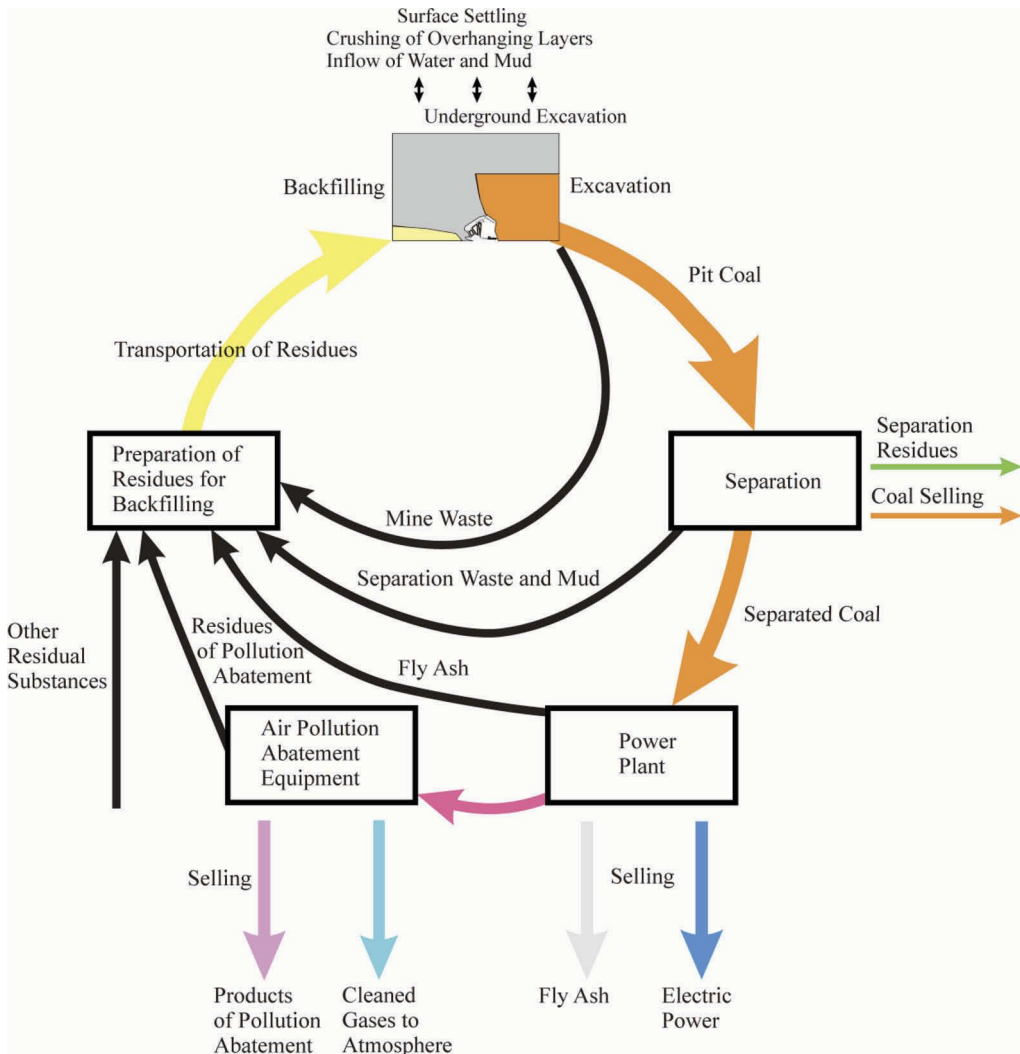 Surface Settling
Crushing of Overhanging Layers
Inflow of Water and Mud
Underground Excavation
Backfilling
Excavation
Pit Coal
Transportation of Residues
Preparation of
Residues for
Backfilling
Separation
Separation
Residues
Coal Selling
Mine Waste
Separation Waste and Mud
Separated Coal
Other
Residual
Substances
Residues
of Pollution
Abatement
Fly Ash
Air Pollution
Abatement
Equipment
Power
Plant
Selling
Selling
Products
of Pollution
Abatement
Cleaned
Gases to
Atmosphere
Fly Ash
Electric
Power